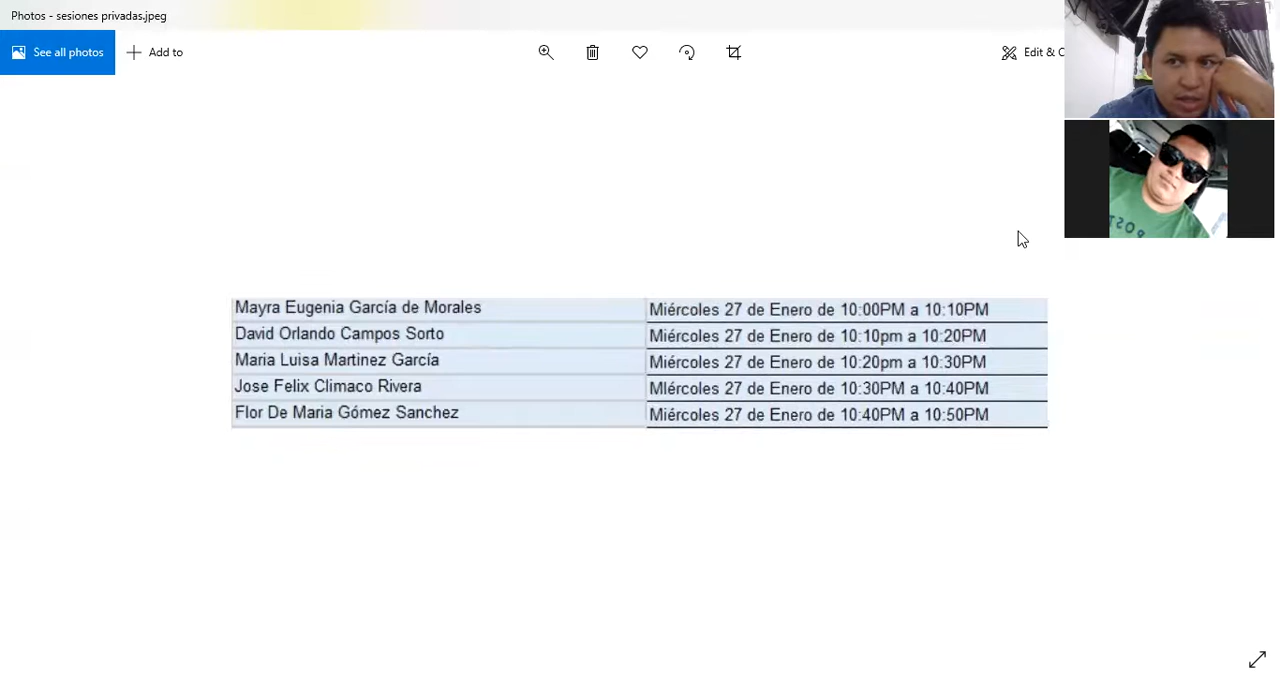 Photos - sesiones privadas.jpeg
See all photos
Add to
Edit & C
Mayra Eugenia García de Morales Miércoles 27 de Enero de 10:00PM a 10:10PM
David Orlando Campos Sorto Miércoles 27 de Enero de 10:10pm a 10:20PM
Maria Luisa Martinez García Miércoles 27 de Enero de 10:20pm a 10:30PM
Jose Felix Climaco Rivera MIércoles 27 de Enero de 10:30PM a 10:40PM
Flor De Maria Gómez Sanchez Miércoles 27 de Enero de 10:40PM a 10:50PM
POST